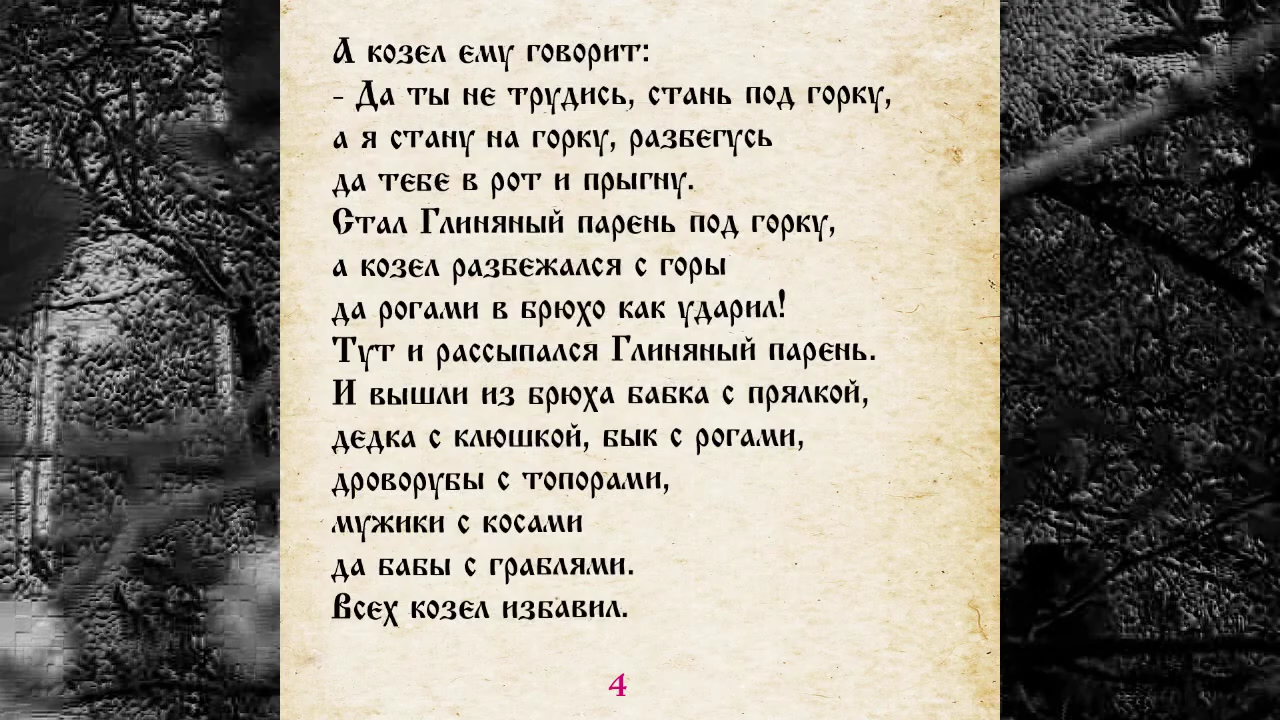 А козел ему говорит:
- Да ты не трудись, стань под горку,
а я стану на горку, разбегусь
да тебе в рот и прыгну.
Стал Глиняный парень под горку,
а козел разбежался с горы
да рогами в брюхо как ударил!
Тут и рассыпался Глиняный парень.
И вышли из брюха бабка с прялкой,
дедка с клюшкой, бык с рогами,
дроворубы с топорами,
мужики с косами
да бабы с граблями.
Всех козел избавил.
4